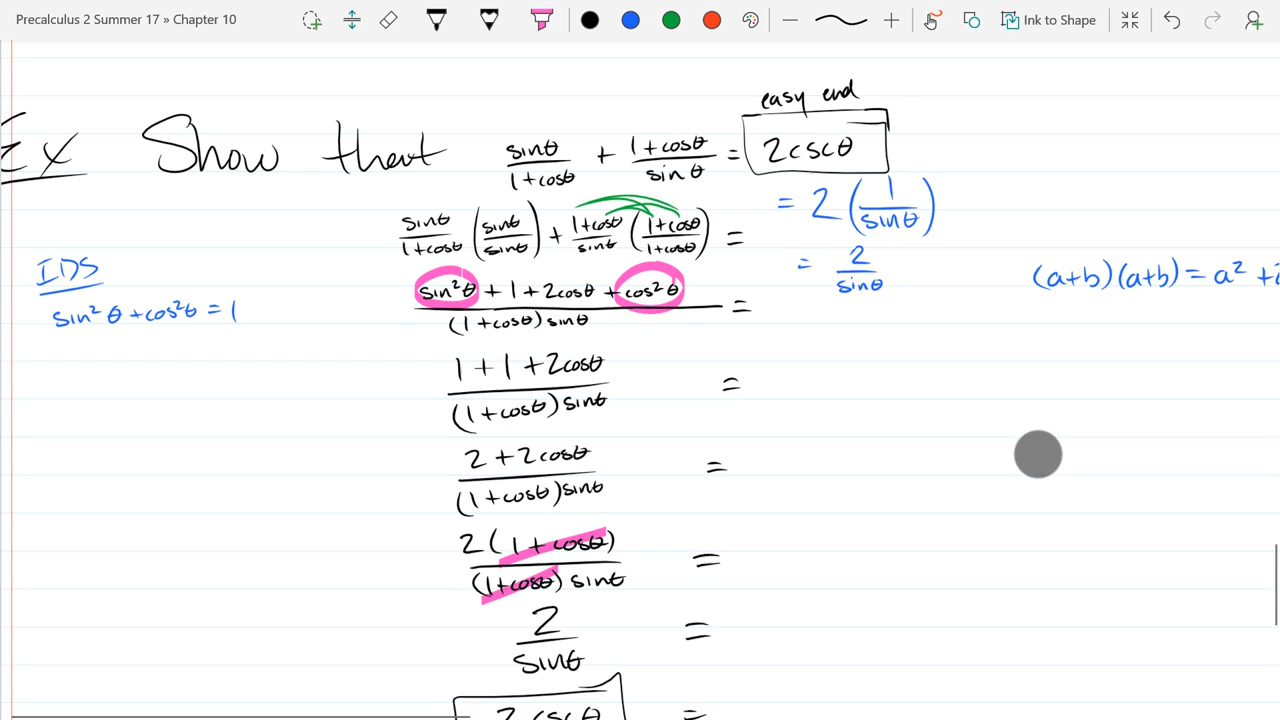 Precalculus 2 Summer 17 » Chapter 10
Ink to Shape
easy end
Ex Show that sinθ/(1+cosθ) + (1+cosθ)/sinθ = 2cscθ
= 2(1/sinθ)
sinθ/(1+cosθ) (sinθ/sinθ) + (1+cosθ)/sinθ ((1+cosθ)/(1+cosθ)) =
= 2/sinθ
(a+b)(a+b) = a² +
IDS
sin²θ + cos²θ = 1
(sin²θ + 1 + 2cosθ + cos²θ)/((1+cosθ)sinθ) =
(1 + 1 + 2cosθ)/((1+cosθ)sinθ) =
(2 + 2cosθ)/((1+cosθ)sinθ) =
2(1+cosθ)/((1+cosθ)sinθ) =
2/sinθ =
2cscθ =